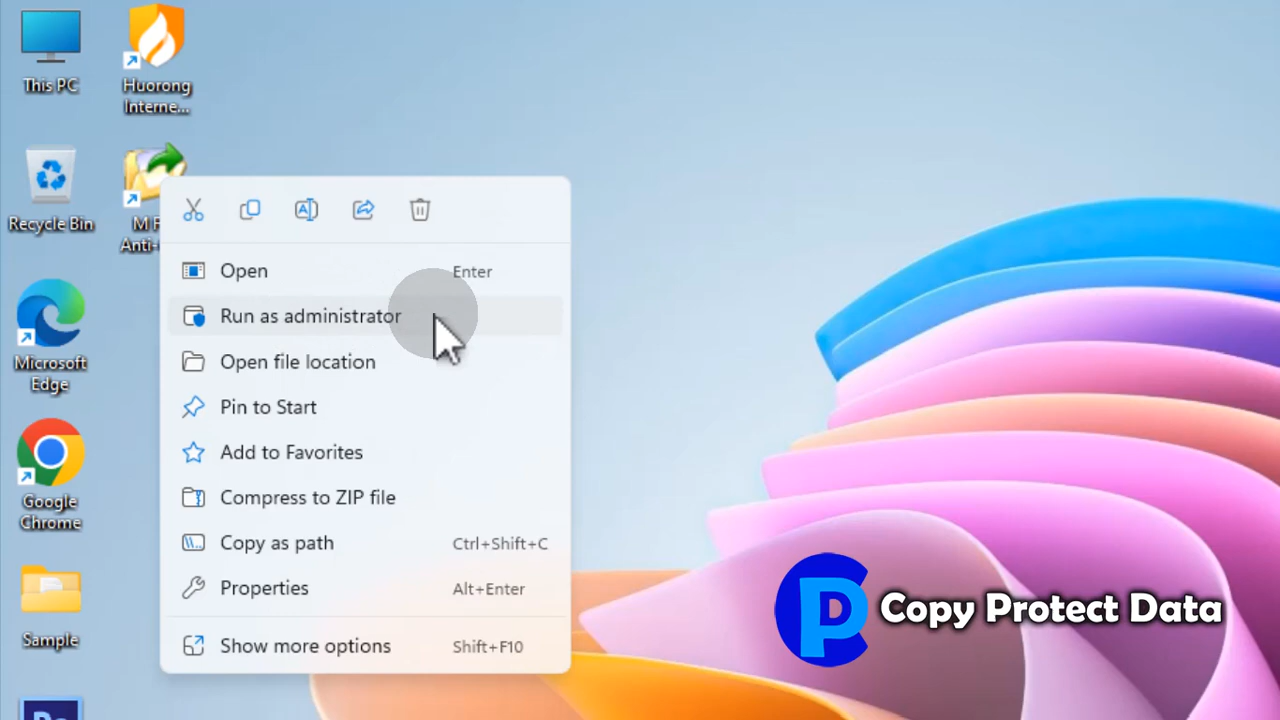 This PC
Huorong
Interne...
Recycle Bin
M F
Anti-
Microsoft
Edge
Google
Chrome
Sample
Open Enter
Run as administrator
Open file location
Pin to Start
Add to Favorites
Compress to ZIP file
Copy as path Ctrl+Shift+C
Properties Alt+Enter
Show more options Shift+F10
Copy Protect Data